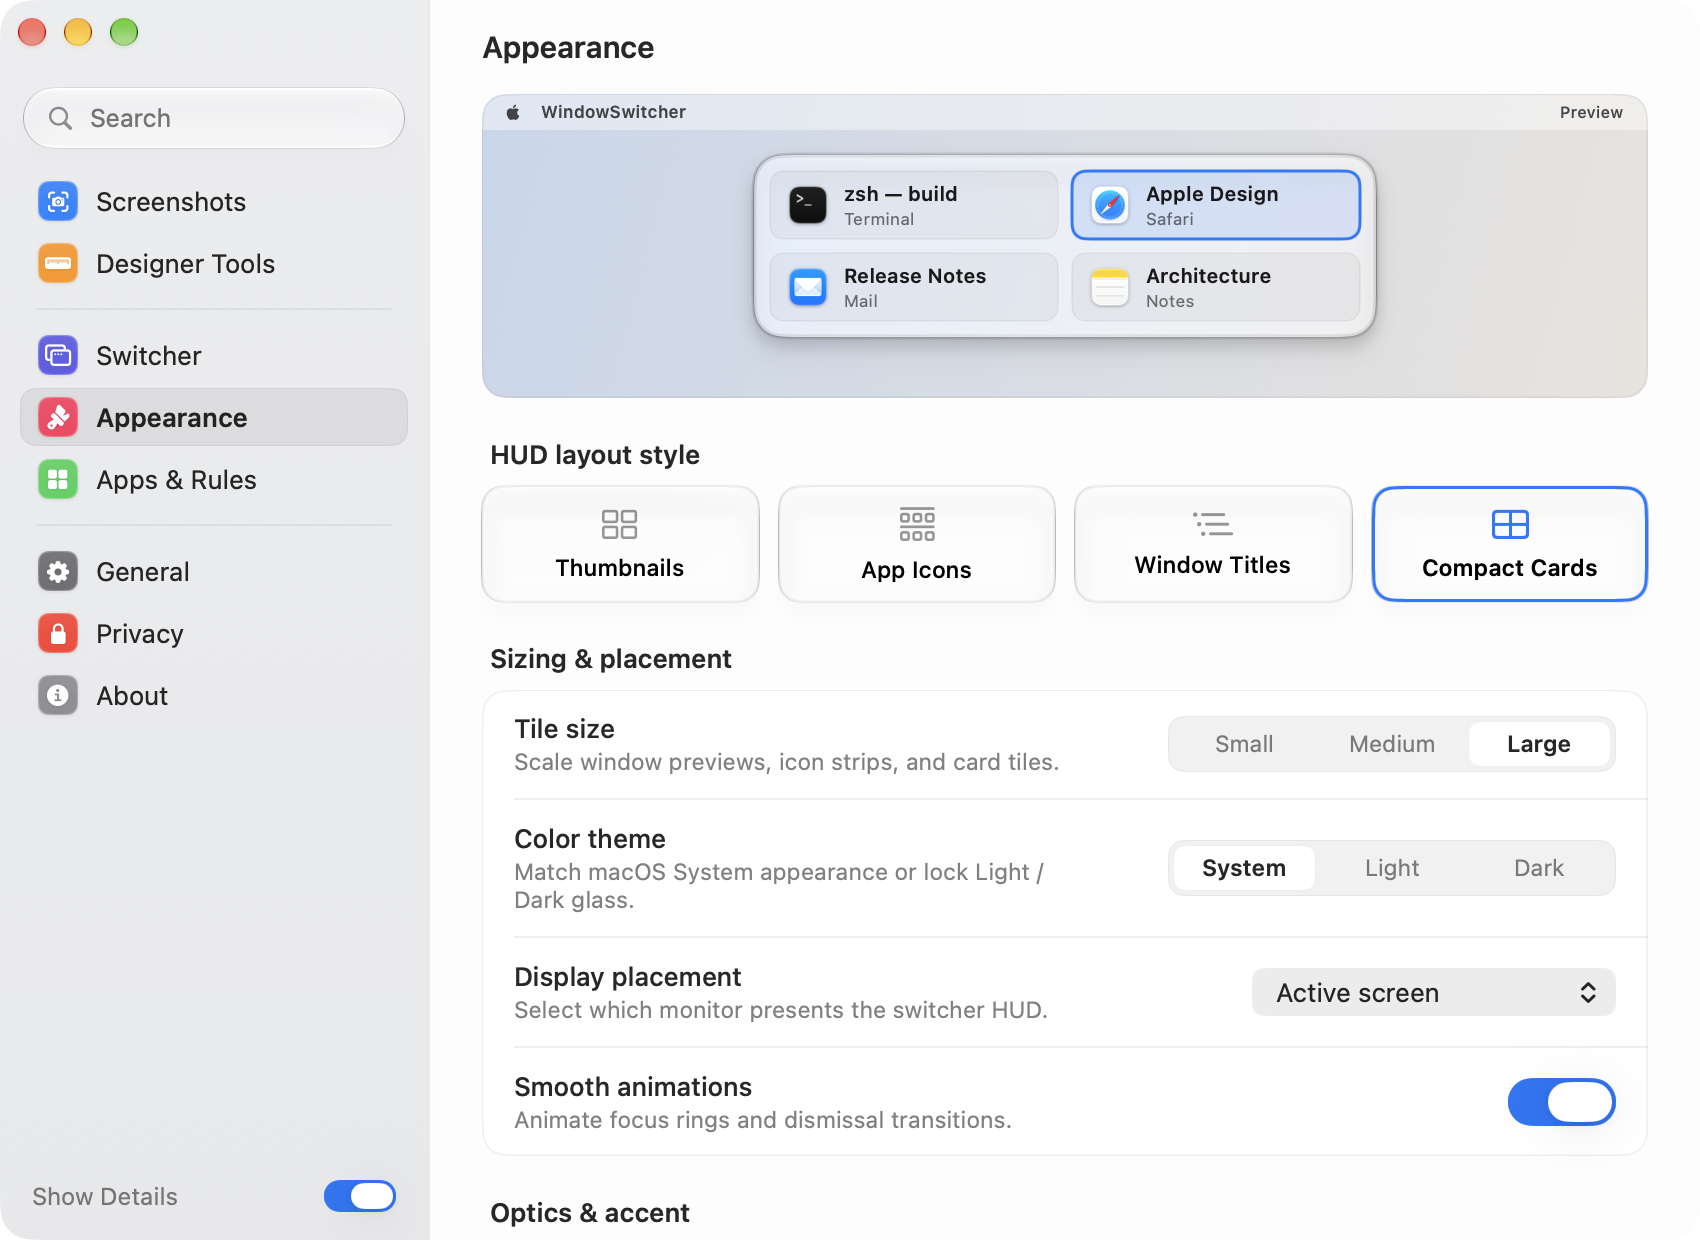 Search
Screenshots
Designer Tools
Switcher
Appearance
Apps & Rules
General
Privacy
About
Show Details
Appearance
WindowSwitcher
Preview
>_
zsh — build
Terminal
Apple Design
Safari
Release Notes
Mail
Architecture
Notes
HUD layout style
Thumbnails
App Icons
Window Titles
Compact Cards
Sizing & placement
Tile size
Scale window previews, icon strips, and card tiles.
Small
Medium
Large
Color theme
Match macOS System appearance or lock Light /
Dark glass.
System
Light
Dark
Display placement
Select which monitor presents the switcher HUD.
Active screen
Smooth animations
Animate focus rings and dismissal transitions.
Optics & accent